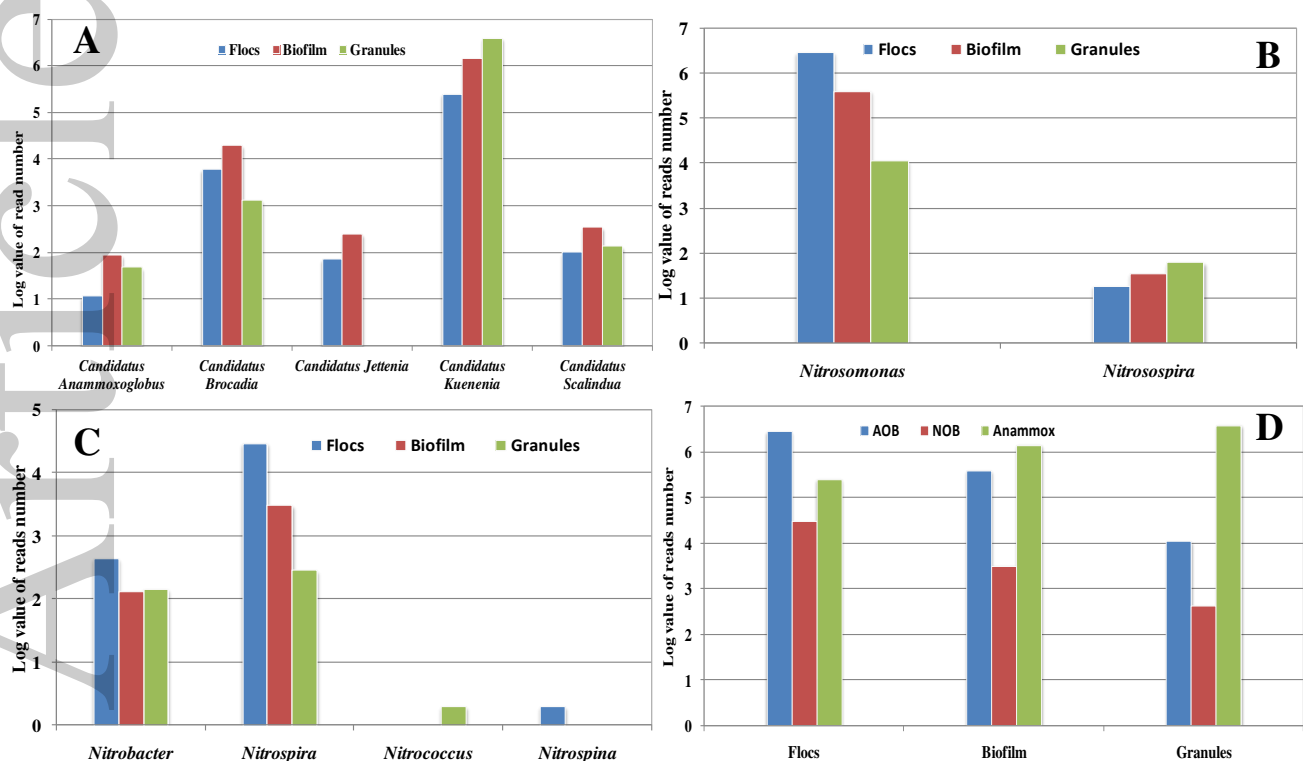 Article
A
Flocs Biofilm Granules
Log value of read number
7
6
5
4
3
2
1
0
Candidatus Anammoxoglobus
Candidatus Brocadia
Candidatus Jettenia
Candidatus Kuenenia
Candidatus Scalindua
B
Flocs Biofilm Granules
Log value of reads number
7
6
5
4
3
2
1
0
Nitrosomonas Nitrosospira
C
Flocs Biofilm Granules
Log value of reads number
5
4
3
2
1
0
Nitrobacter Nitrospira Nitrococcus Nitrospina
D
AOB NOB Anammox
Log value of reads number
7
6
5
4
3
2
1
0
Flocs Biofilm Granules